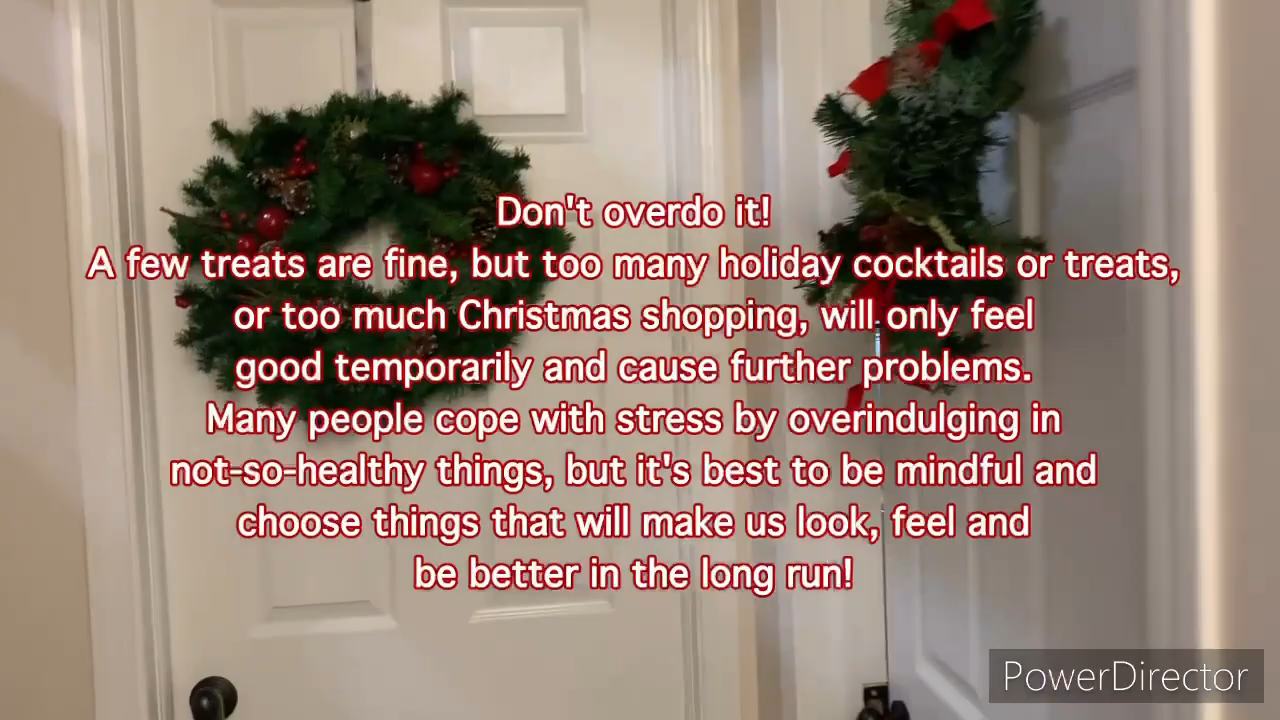 Don't overdo it!
A few treats are fine, but too many holiday cocktails or treats,
or too much Christmas shopping, will only feel
good temporarily and cause further problems.
Many people cope with stress by overindulging in
not-so-healthy things, but it's best to be mindful and
choose things that will make us look, feel and
be better in the long run!
PowerDirector